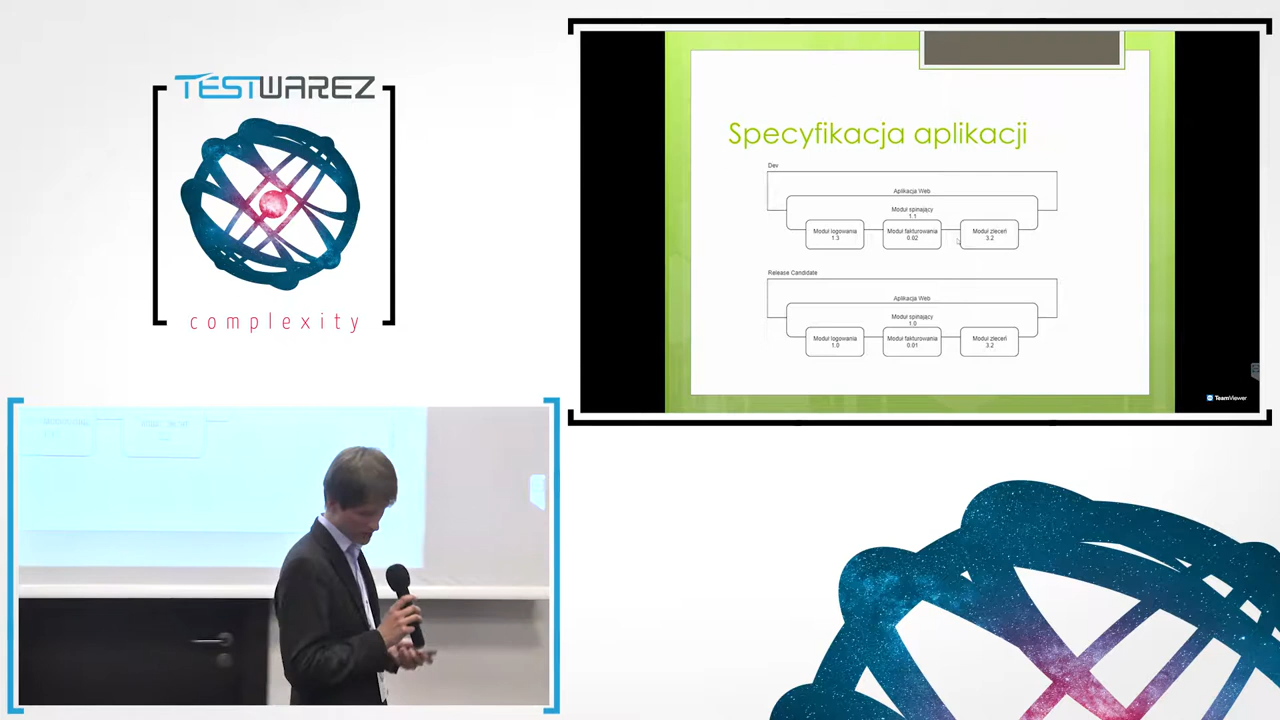 TESTWAREZ
complexity
Specyfikacja aplikacji
Dev
Aplikacja Web
Moduł spinający
1.1
Moduł logowania
1.3
Moduł fakturowania
0.02
Moduł zleceń
3.2
Release Candidate
Aplikacja Web
Moduł spinający
1.0
Moduł logowania
1.0
Moduł fakturowania
0.01
Moduł zleceń
3.2
TeamViewer